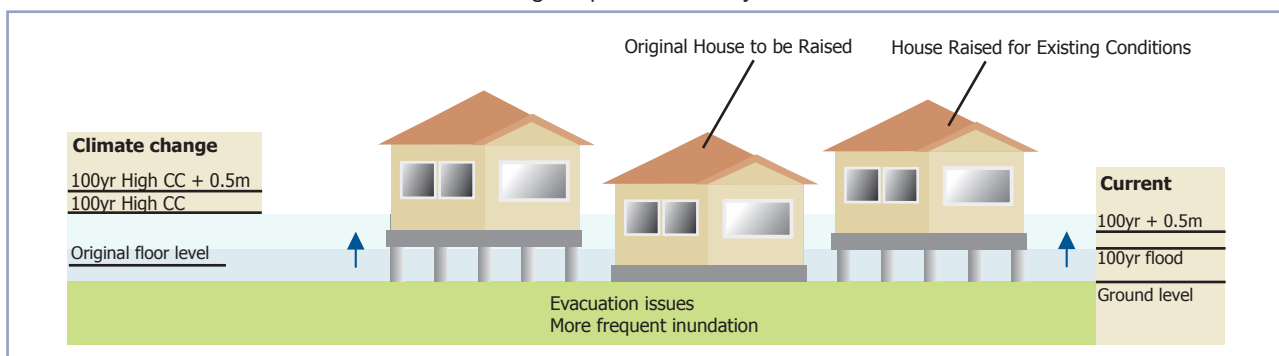 Original House to be Raised
House Raised for Existing Conditions
Climate change
100yr High CC + 0.5m
100yr High CC
Original floor level
Current
100yr + 0.5m
100yr flood
Ground level
Evacuation issues
More frequent inundation